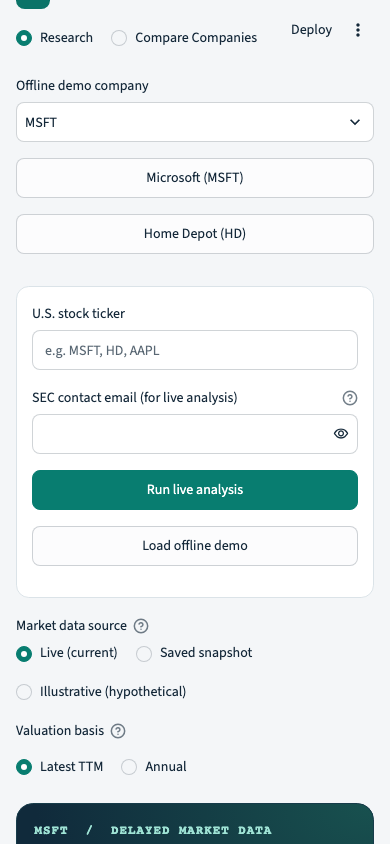 Research
Compare Companies
Deploy
Offline demo company
MSFT
Microsoft (MSFT)
Home Depot (HD)
U.S. stock ticker
e.g. MSFT, HD, AAPL
SEC contact email (for live analysis)
Run live analysis
Load offline demo
Market data source
Live (current)
Saved snapshot
Illustrative (hypothetical)
Valuation basis
Latest TTM
Annual
MSFT / DELAYED MARKET DATA